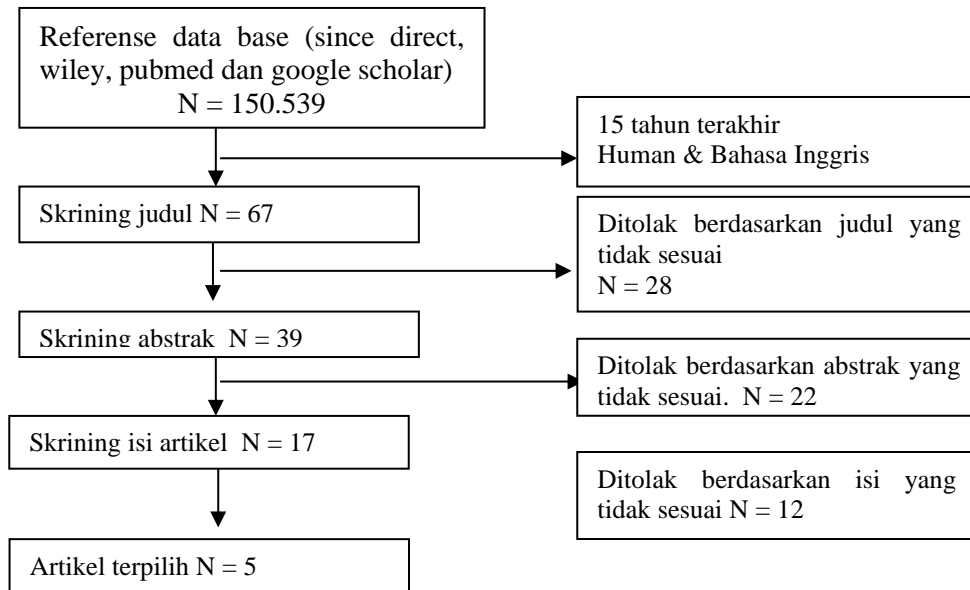 Referense data base (since direct,
wiley, pubmed dan google scholar)
N = 150.539
15 tahun terakhir
Human & Bahasa Inggris
Skrining judul N = 67
Ditolak berdasarkan judul yang
tidak sesuai
N = 28
Skrining abstrak N = 39
Ditolak berdasarkan abstrak yang
tidak sesuai. N = 22
Skrining isi artikel N = 17
Ditolak berdasarkan isi yang
tidak sesuai N = 12
Artikel terpilih N = 5